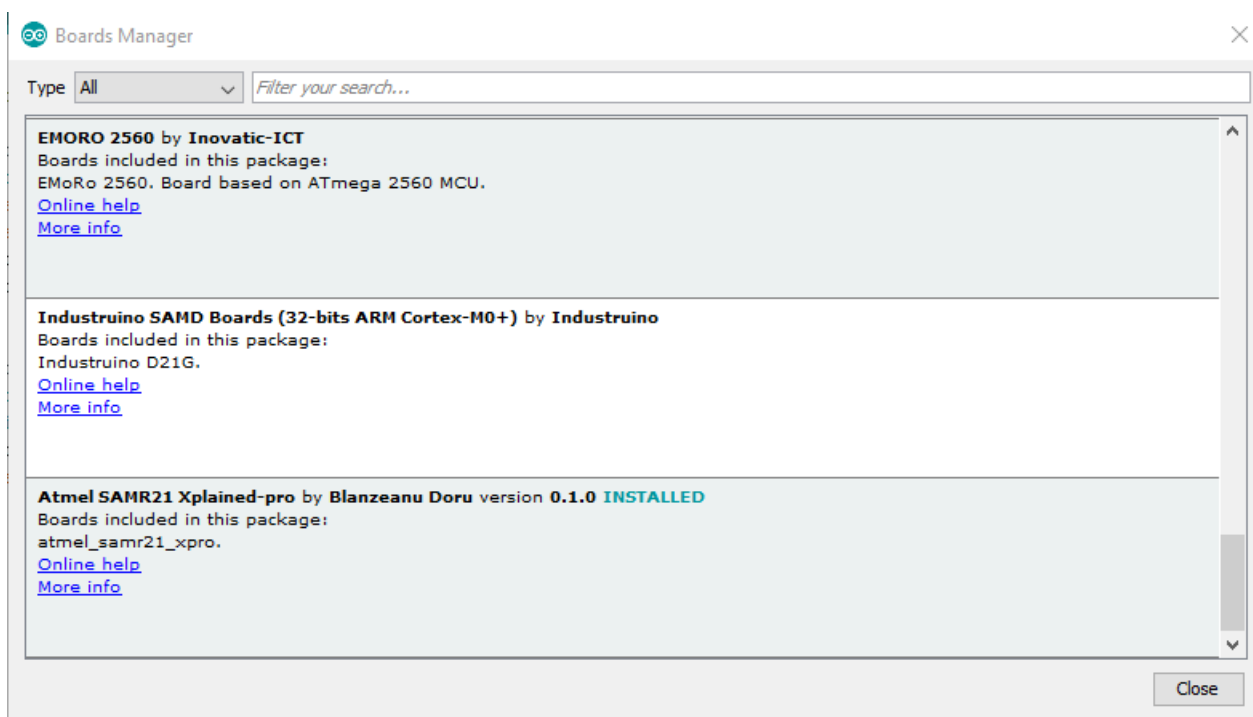 Boards Manager
Type All Filter your search...
EMORO 2560 by Inovatic-ICT
Boards included in this package:
EMoRo 2560. Board based on ATmega 2560 MCU.
Online help
More info
Industruino SAMD Boards (32-bits ARM Cortex-M0+) by Industruino
Boards included in this package:
Industruino D21G.
Online help
More info
Atmel SAMR21 Xplained-pro by Blanzeanu Doru version 0.1.0 INSTALLED
Boards included in this package:
atmel_samr21_xpro.
Online help
More info
Close